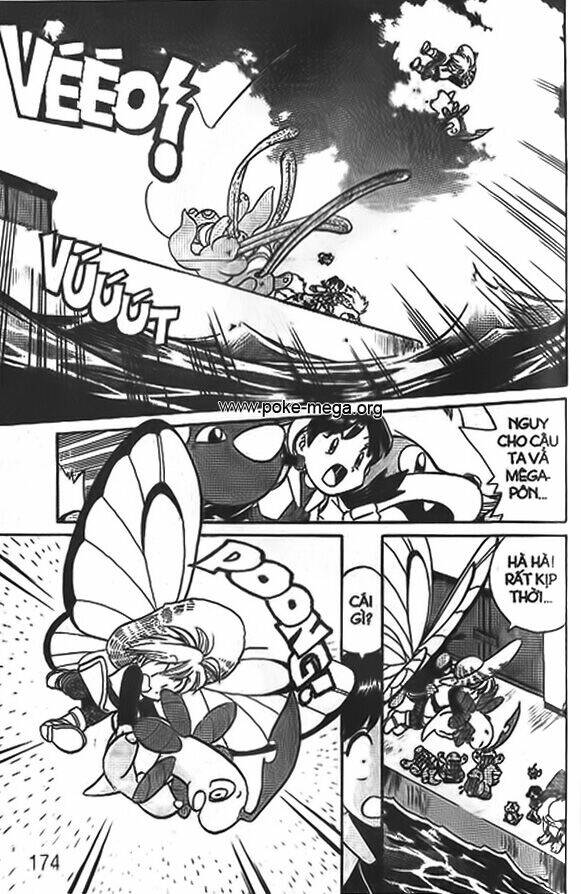 VÉÉO!
VÚÚÚT
www.poke-mega.org
NGUY
CHO CẬU
TA VÀ
MÊGA-
PÔN...
POONG!
CÁI
GÌ?
HÀ HÀ!
RẤT KỊP
THỜI...
174